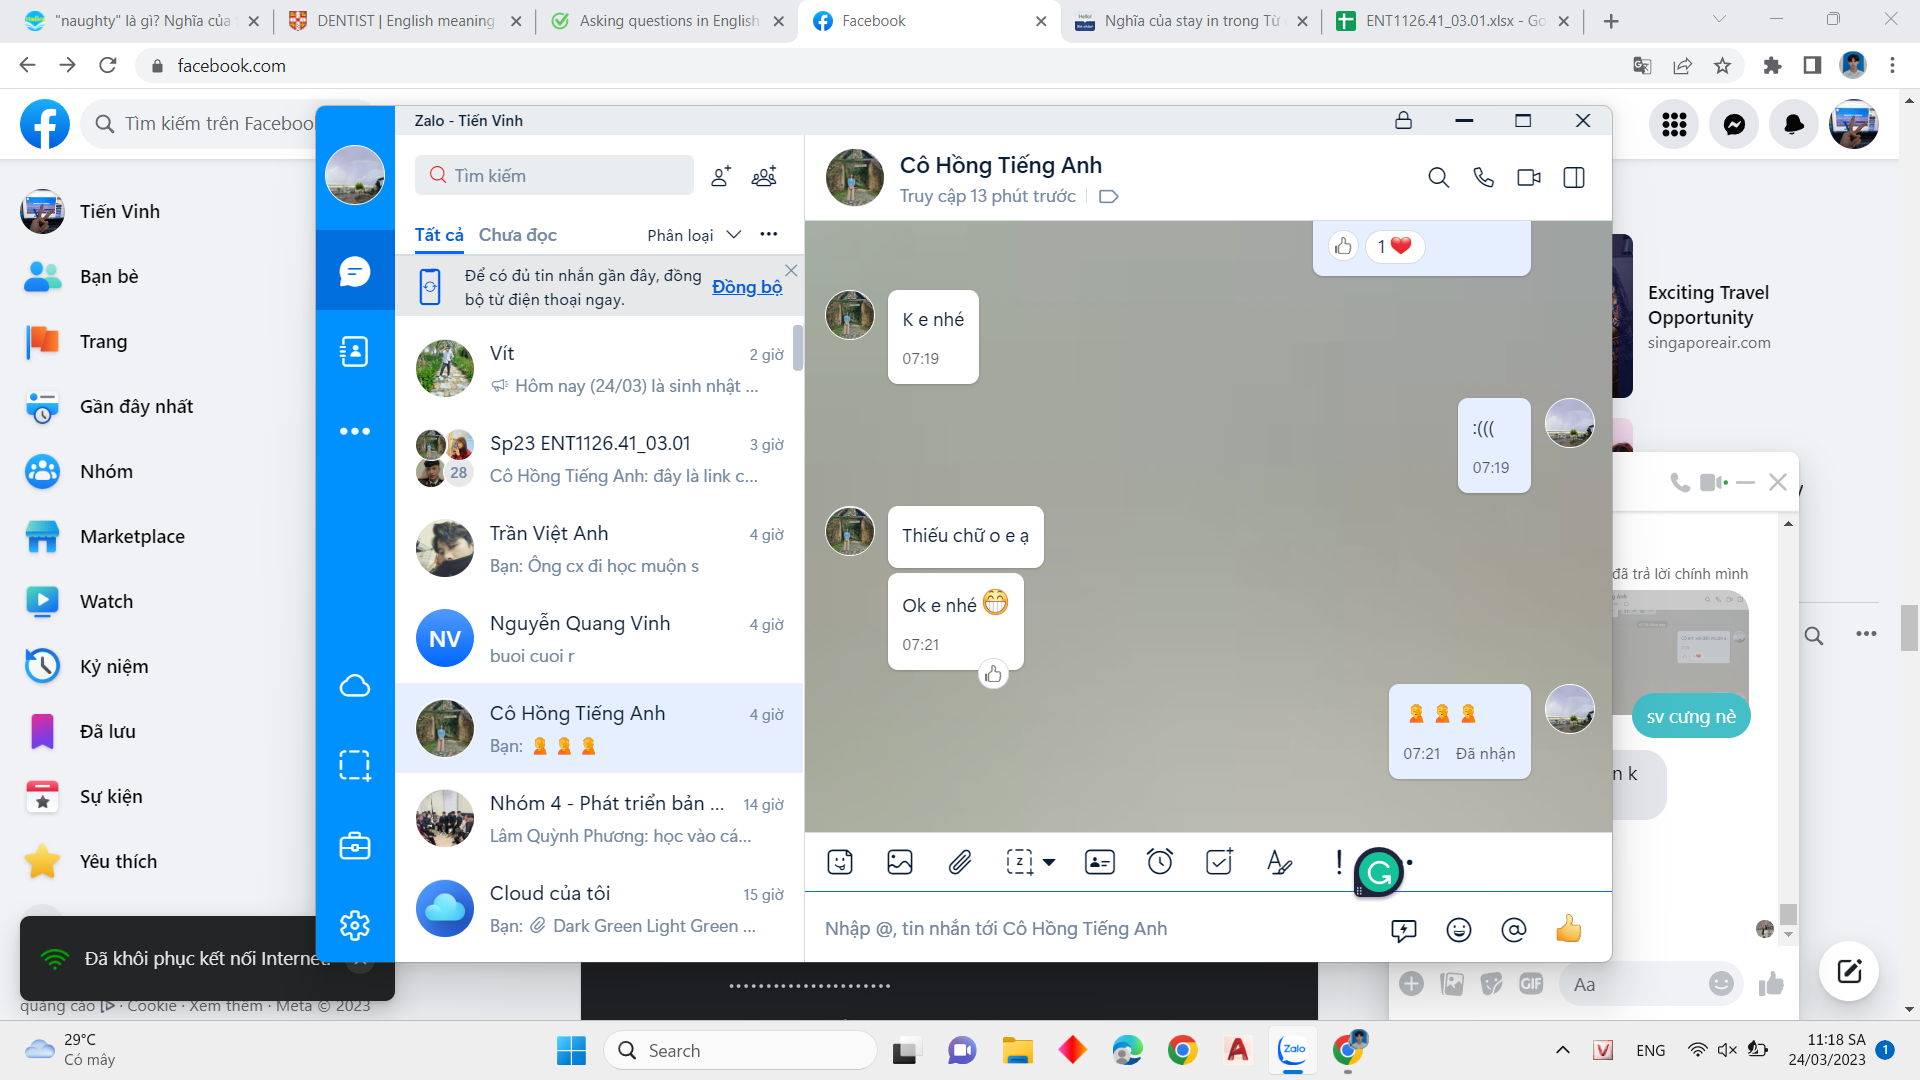 "naughty" là gì? Nghĩa của
DENTIST | English meaning
Asking questions in English
Facebook
Nghĩa của stay in trong Từ
ENT1126.41_03.01.xlsx - Go
facebook.com
Tìm kiếm trên Faceboo
Tiến Vinh
Bạn bè
Trang
Gần đây nhất
Nhóm
Marketplace
Watch
Kỷ niệm
Đã lưu
Sự kiện
Yêu thích
Đã khôi phục kết nối Internet.
quảng cáo · Cookie · Xem thêm · Meta © 2023
Zalo - Tiến Vinh
Tìm kiếm
Tất cả
Chưa đọc
Phân loại
Để có đủ tin nhắn gần đây, đồng
bộ từ điện thoại ngay.
Đồng bộ
Vít
2 giờ
Hôm nay (24/03) là sinh nhật ...
Sp23 ENT1126.41_03.01
3 giờ
28
Cô Hồng Tiếng Anh: đây là link c...
Trần Việt Anh
4 giờ
Bạn: Ông cx đi học muộn s
NV
Nguyễn Quang Vinh
4 giờ
buoi cuoi r
Cô Hồng Tiếng Anh
4 giờ
Bạn: 🤦🤦🤦
Nhóm 4 - Phát triển bản ...
14 giờ
Lâm Quỳnh Phương: học vào cá...
Cloud của tôi
15 giờ
Bạn: Dark Green Light Green ...
Cô Hồng Tiếng Anh
Truy cập 13 phút trước
1 ❤️
K e nhé
07:19
:(((
07:19
Thiếu chữ o e ạ
Ok e nhé 😁
07:21
🤦🤦🤦
07:21 Đã nhận
Nhập @, tin nhắn tới Cô Hồng Tiếng Anh
Exciting Travel
Opportunity
singaporeair.com
đã trả lời chính mình
sv cưng nè
n k
GIF
Aa
29°C
Có mây
Search
Zalo
ENG
11:18 SA
24/03/2023
1